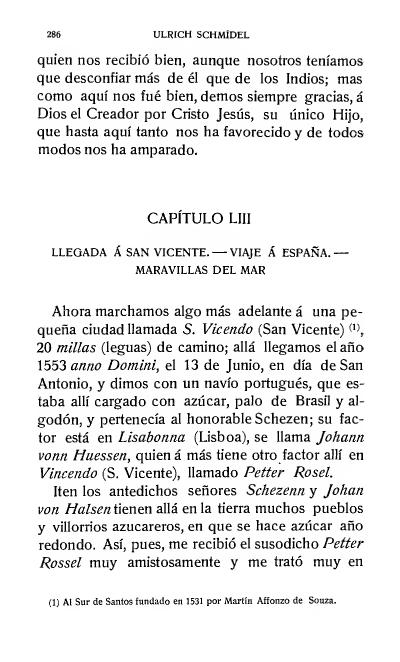 286 ULRICH SCHMÍDEL
quien nos recibió bien, aunque nosotros teníamos
que desconfiar más de él que de los Indios; mas
como aquí nos fué bien, demos siempre gracias, á
Dios el Creador por Cristo Jesús, su único Hijo,
que hasta aquí tanto nos ha favorecido y de todos
modos nos ha amparado.
CAPÍTULO LIII
LLEGADA Á SAN VICENTE. — VIAJE Á ESPAÑA. —
MARAVILLAS DEL MAR
Ahora marchamos algo más adelante á una pe-
queña ciudad llamada S. Vicendo (San Vicente) (1),
20 millas (leguas) de camino; allá llegamos el año
1553 anno Domini, el 13 de Junio, en día de San
Antonio, y dimos con un navío portugués, que es-
taba allí cargado con azúcar, palo de Brasil y al-
godón, y pertenecía al honorable Schezen; su fac-
tor está en Lisabonna (Lisboa), se llama Johann
vonn Huessen, quien á más tiene otro factor allí en
Vincendo (S. Vicente), llamado Petter Rosel.
Iten los antedichos señores Schezenn y Johan
von Halsen tienen allá en la tierra muchos pueblos
y villorrios azucareros, en que se hace azúcar año
redondo. Así, pues, me recibió el susodicho Petter
Rossel muy amistosamente y me trató muy en
(1) Al Sur de Santos fundado en 1531 por Martín Affonzo de Souza.